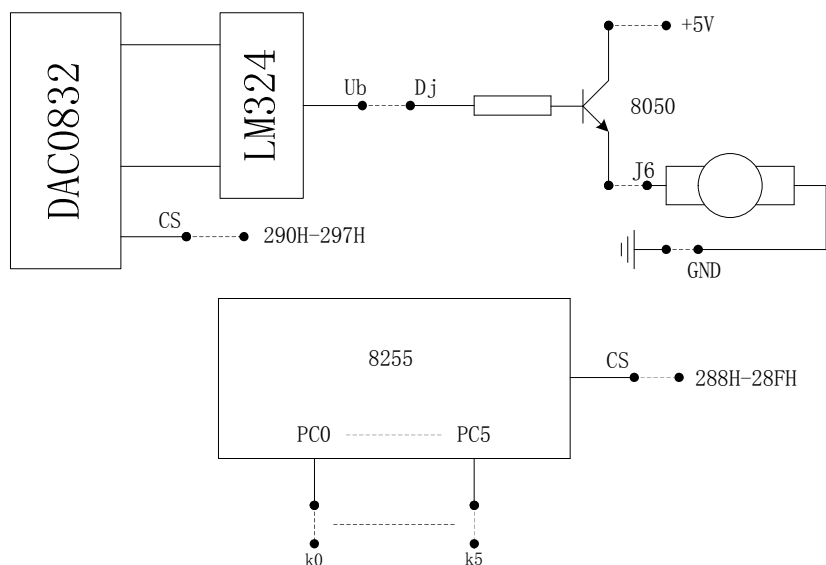 DAC0832
LM324
Ub
Dj
+5V
8050
J6
GND
CS
290H-297H
8255
CS
288H-28FH
PC0
PC5
k0
k5